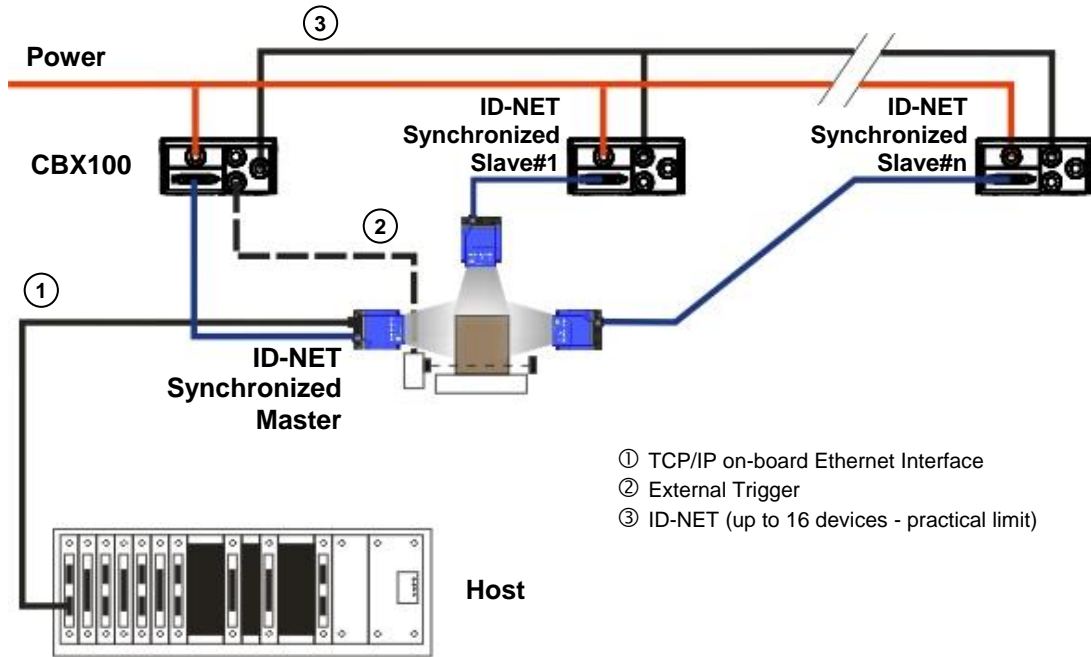 ③
Power
ID-NET
Synchronized
Slave#1
ID-NET
Synchronized
Slave#n
CBX100
②
①
ID-NET
Synchronized
Master
① TCP/IP on-board Ethernet Interface
② External Trigger
③ ID-NET (up to 16 devices - practical limit)
Host